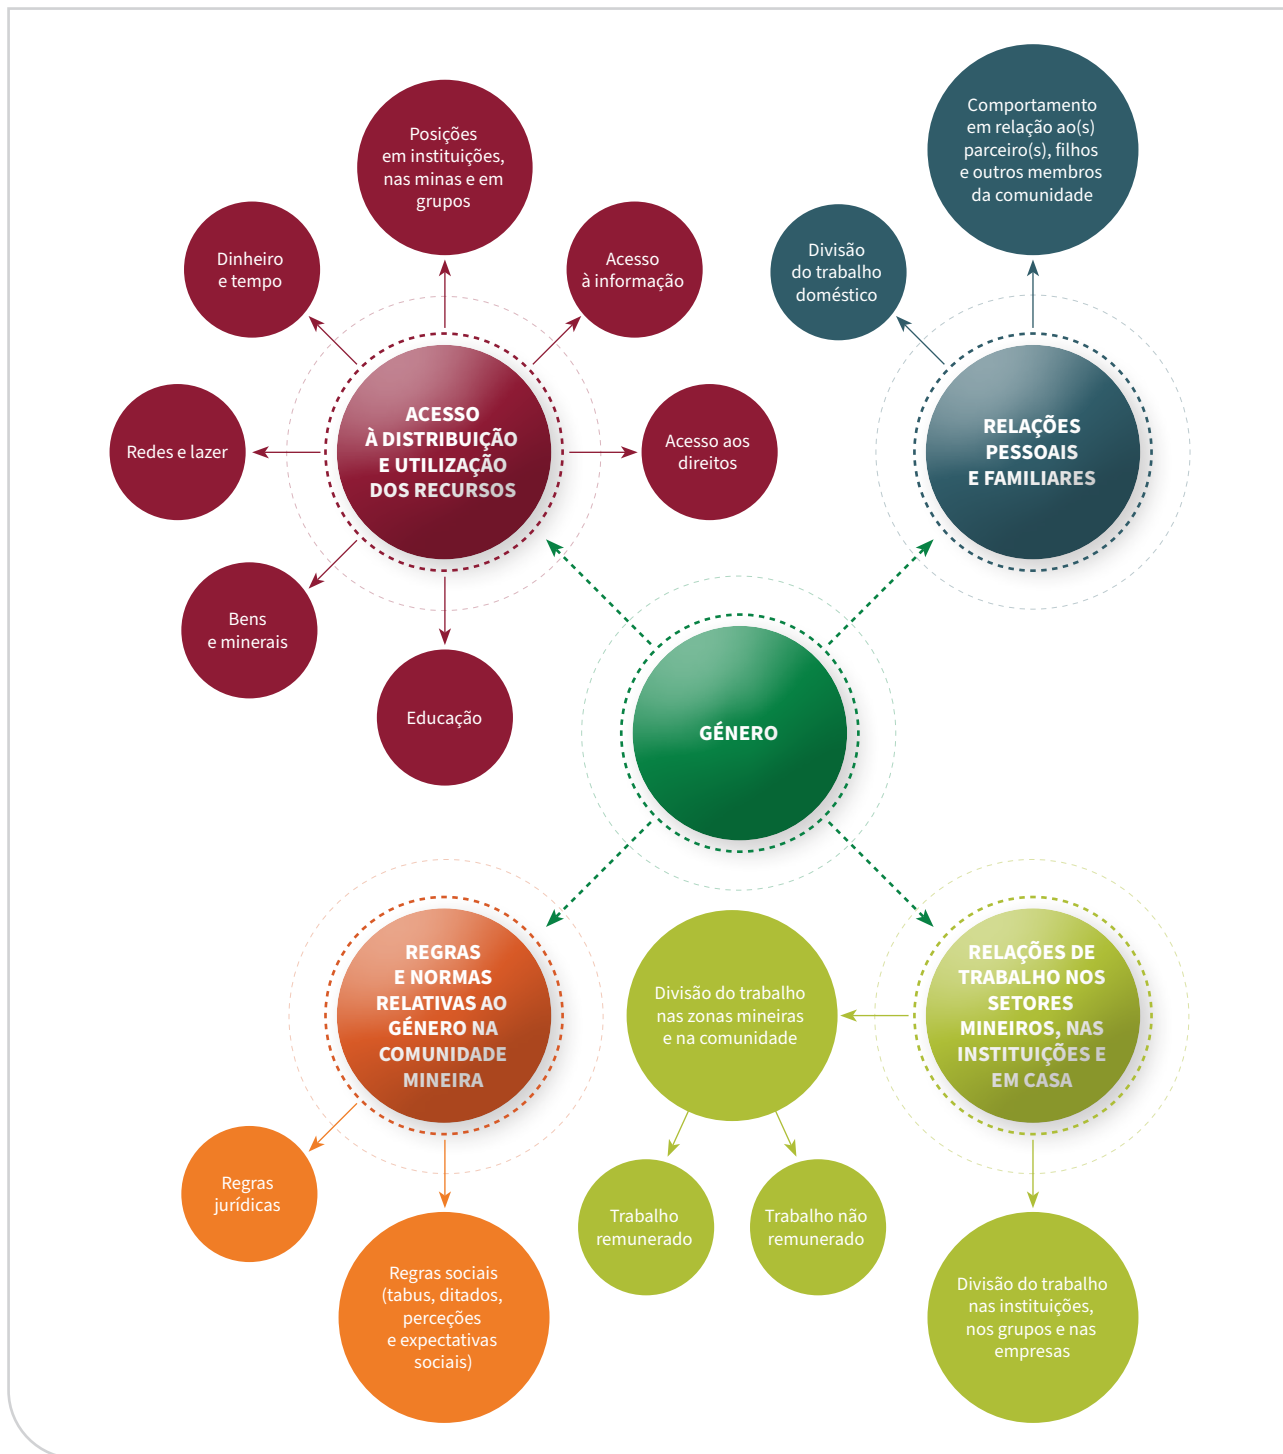 Posições
em instituições,
nas minas e em
grupos
Dinheiro
e tempo
Acesso
à informação
Redes e lazer
ACESSO
À DISTRIBUIÇÃO
E UTILIZAÇÃO
DOS RECURSOS
Acesso aos
direitos
Bens
e minerais
Educação
Comportamento
em relação ao(s)
parceiro(s), filhos
e outros membros
da comunidade
Divisão
do trabalho
doméstico
RELAÇÕES
PESSOAIS
E FAMILIARES
GÉNERO
REGRAS
E NORMAS
RELATIVAS AO
GÉNERO NA
COMUNIDADE
MINEIRA
Regras
jurídicas
Regras sociais
(tabus, ditados,
perceções
e expectativas
sociais)
RELAÇÕES DE
TRABALHO NOS
SETORES
MINEIROS, NAS
INSTITUIÇÕES E
EM CASA
Divisão do trabalho
nas zonas mineiras
e na comunidade
Trabalho
remunerado
Trabalho não
remunerado
Divisão do trabalho
nas instituições,
nos grupos e nas
empresas